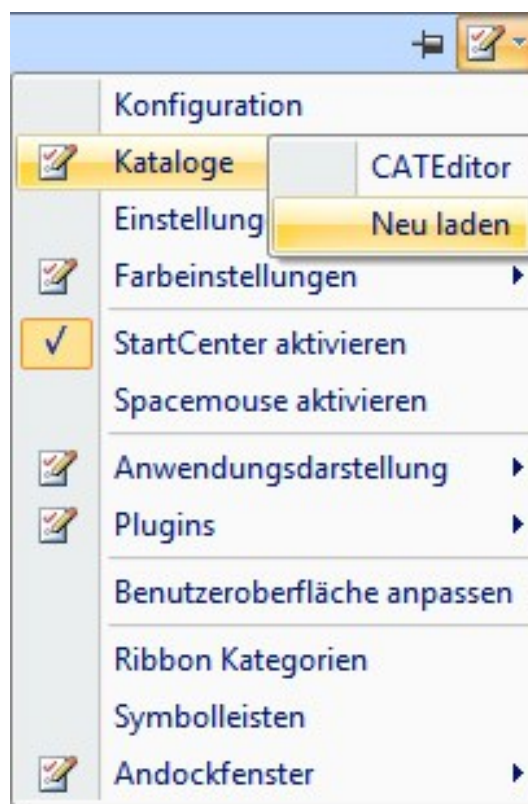 Konfiguration
Kataloge
CATEditor
Einstellung
Neu laden
Farbeinstellungen
StartCenter aktivieren
Spacemouse aktivieren
Anwendungsdarstellung
Plugins
Benutzeroberfläche anpassen
Ribbon Kategorien
Symbolleisten
Andockfenster